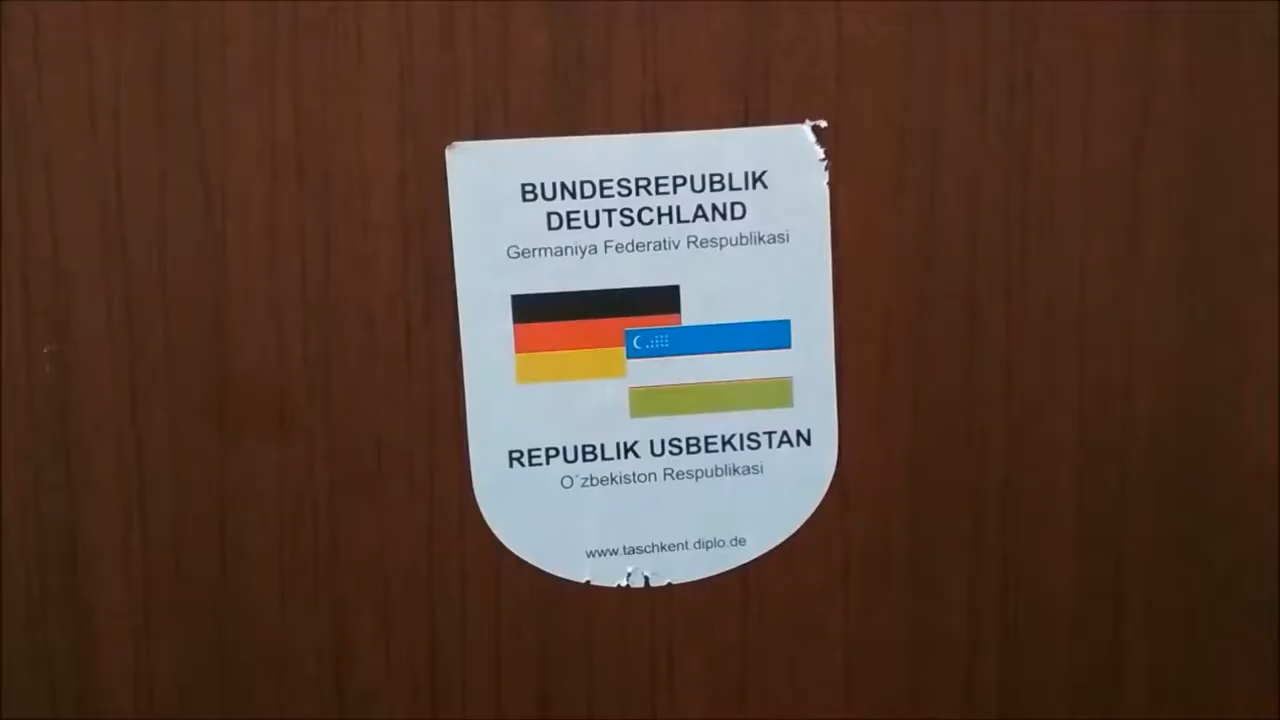 BUNDESREPUBLIK
DEUTSCHLAND
Germaniya Federativ Respublikasi
REPUBLIK USBEKISTAN
O´zbekiston Respublikasi
www.taschkent.diplo.de